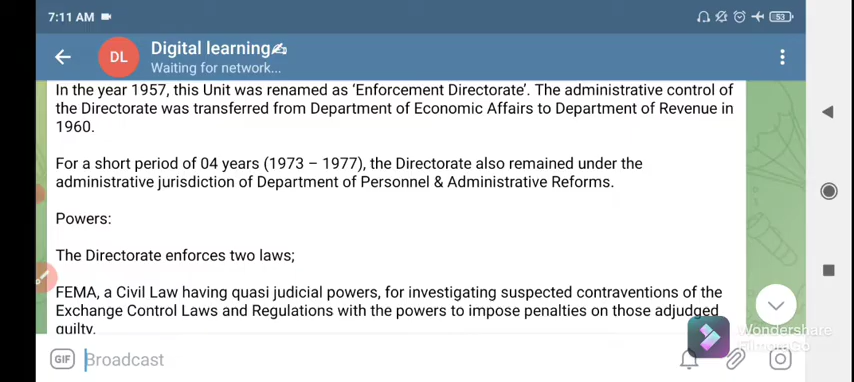 7:11 AM
53
DL
Digital learning✍
Waiting for network...
In the year 1957, this Unit was renamed as ‘Enforcement Directorate’. The administrative control of
the Directorate was transferred from Department of Economic Affairs to Department of Revenue in
1960.
For a short period of 04 years (1973 – 1977), the Directorate also remained under the
administrative jurisdiction of Department of Personnel & Administrative Reforms.
Powers:
The Directorate enforces two laws;
FEMA, a Civil Law having quasi judicial powers, for investigating suspected contraventions of the
Exchange Control Laws and Regulations with the powers to impose penalties on those adjudged
guilty.
Wondershare
FilmoraGo
GIF
Broadcast